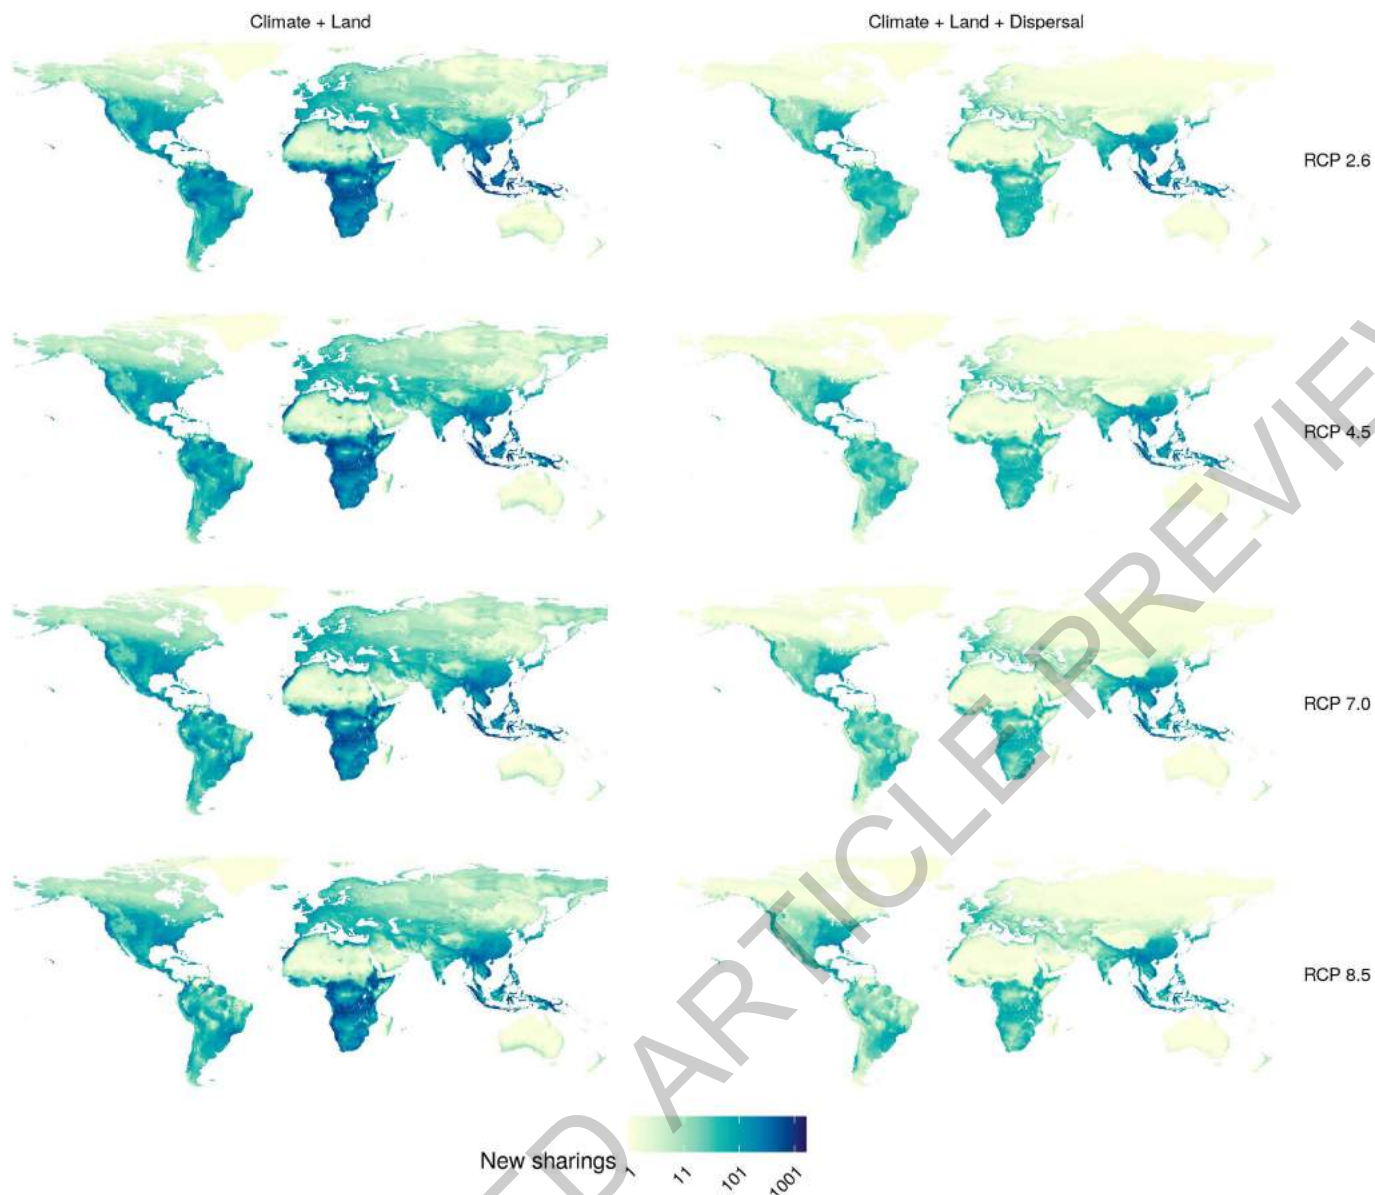 Climate + Land
Climate + Land + Dispersal
RCP 2.6
RCP 4.5
RCP 7.0
RCP 8.5
New sharings
1
11
101
1001
ED ARTICLE PREVIEW